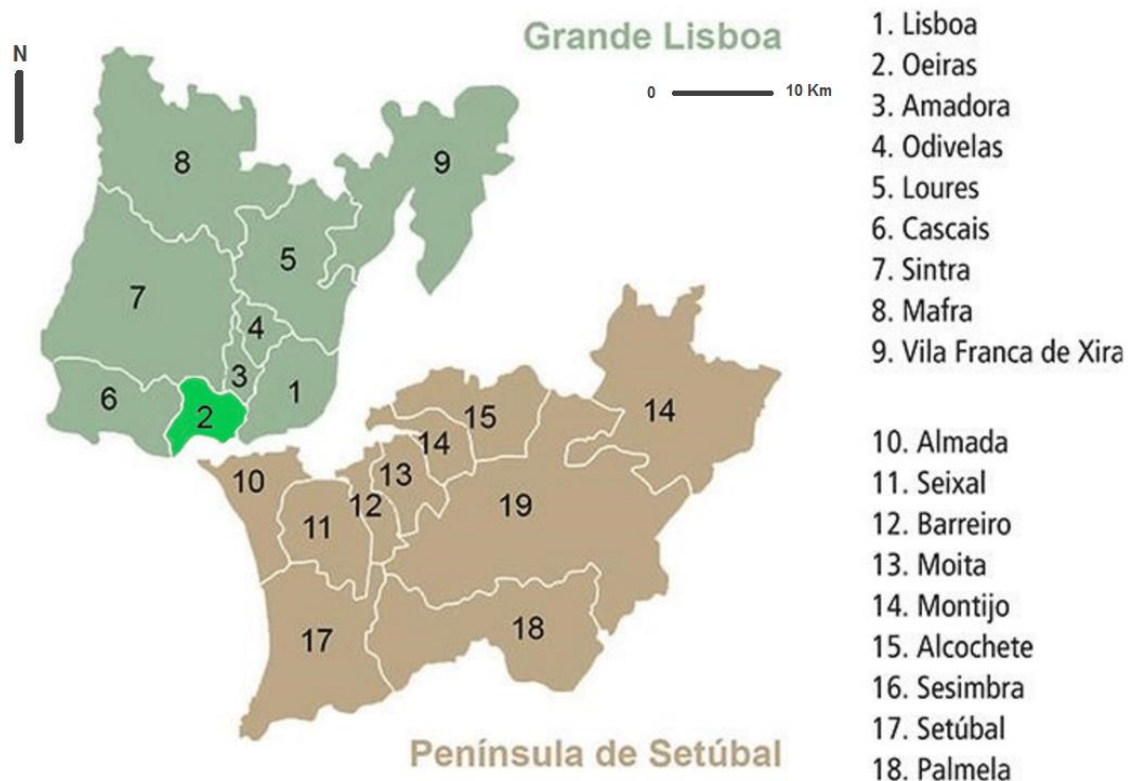 Grande Lisboa
N
0 10 Km
8
9
5
7
4
3
1
6
2
14
15
14
13
10
12
19
11
18
17
Península de Setúbal
1. Lisboa
2. Oeiras
3. Amadora
4. Odivelas
5. Loures
6. Cascais
7. Sintra
8. Mafra
9. Vila Franca de Xira
10. Almada
11. Seixal
12. Barreiro
13. Moita
14. Montijo
15. Alcochete
16. Sesimbra
17. Setúbal
18. Palmela